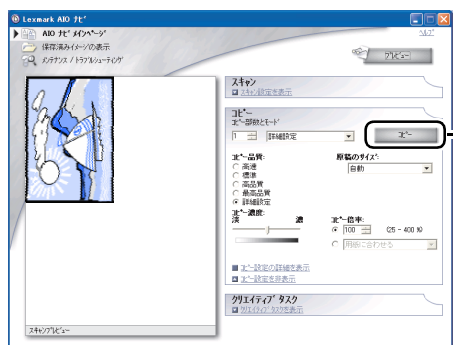 Lexmark AIO ナビ
AIO ナビ メインページ
ヘルプ
保存済みイメージの表示
メンテナンス / トラブルシューティング
プレビュー
スキャン
スキャン設定を表示
コピー
コピー部数とモード
1 詳細設定
コピー
コピー品質:
原稿のサイズ:
高速
自動
標準
高品質
最高品質
詳細設定
コピー濃度:
淡 濃
コピー倍率:
100 (25 - 400 %)
用紙に合わせる
コピー設定の詳細を表示
コピー設定を非表示
クリエイティブ タスク
クリエイティブ タスクを表示
スキャンプレビュー